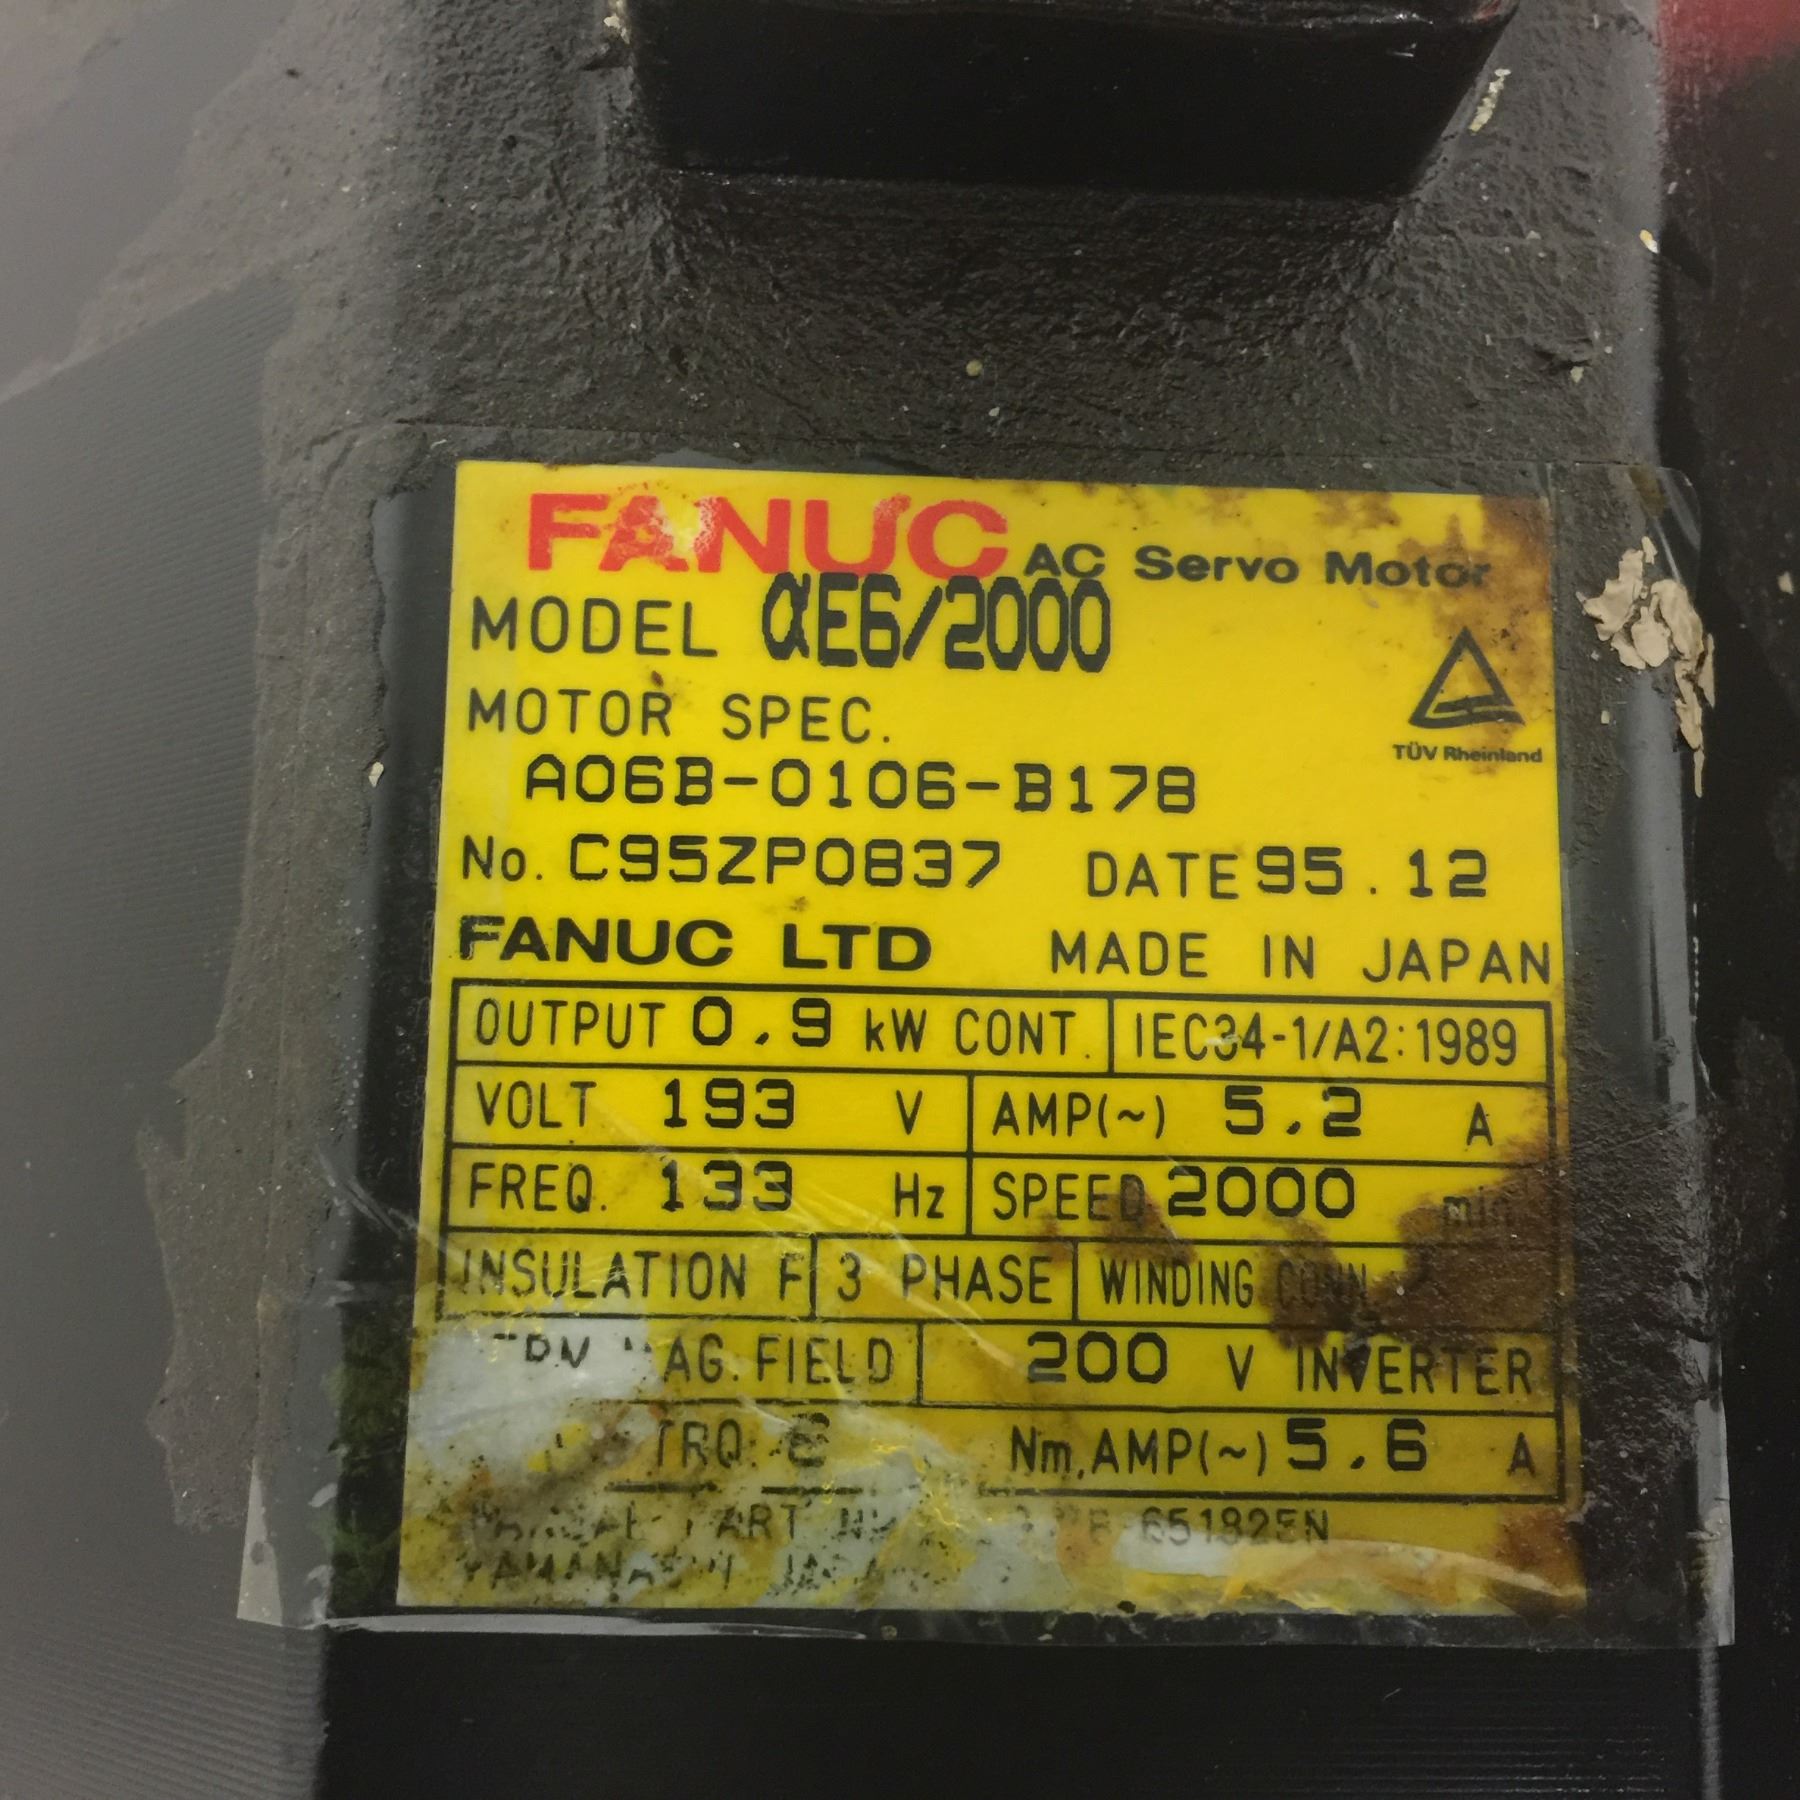 FANUC AC Servo Motor
MODEL αE6/2000
MOTOR SPEC.
TÜV Rheinland
A06B-0106-B178
No. C95ZP0837 DATE 95.12
FANUC LTD MADE IN JAPAN
OUTPUT 0.9 kW CONT. IEC34-1/A2:1989
VOLT 193 V AMP(~) 5.2 A
FREQ. 133 Hz SPEED 2000
INSULATION F 3 PHASE WINDING CONN.
FIELD 200 V INVERTER
TRQ. Nm, AMP(~) 5.6 A
PART